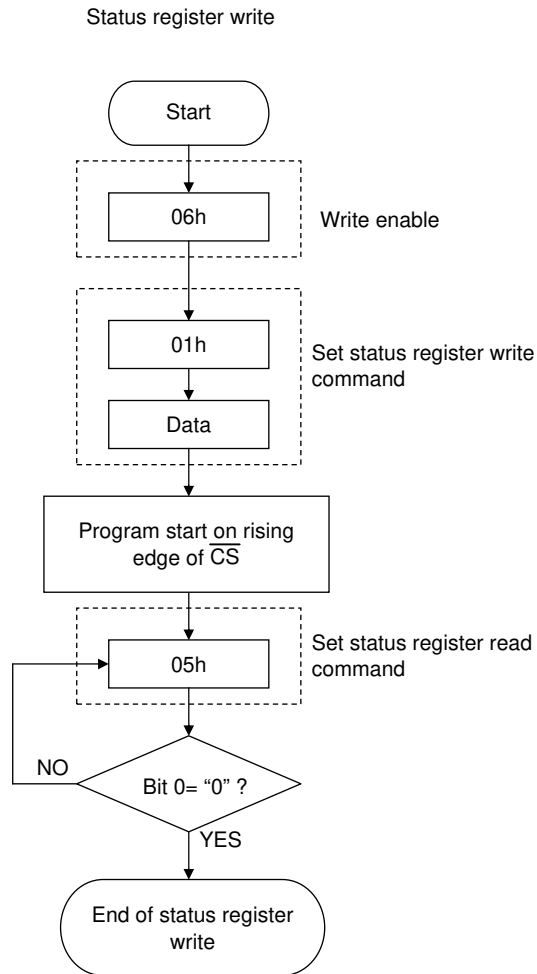 Status register write
Start
06h
Write enable
01h
Set status register write
command
Data
Program start on rising
edge of C̅S̅
Set status register read
command
05h
NO
Bit 0= “0” ?
YES
End of status register
write